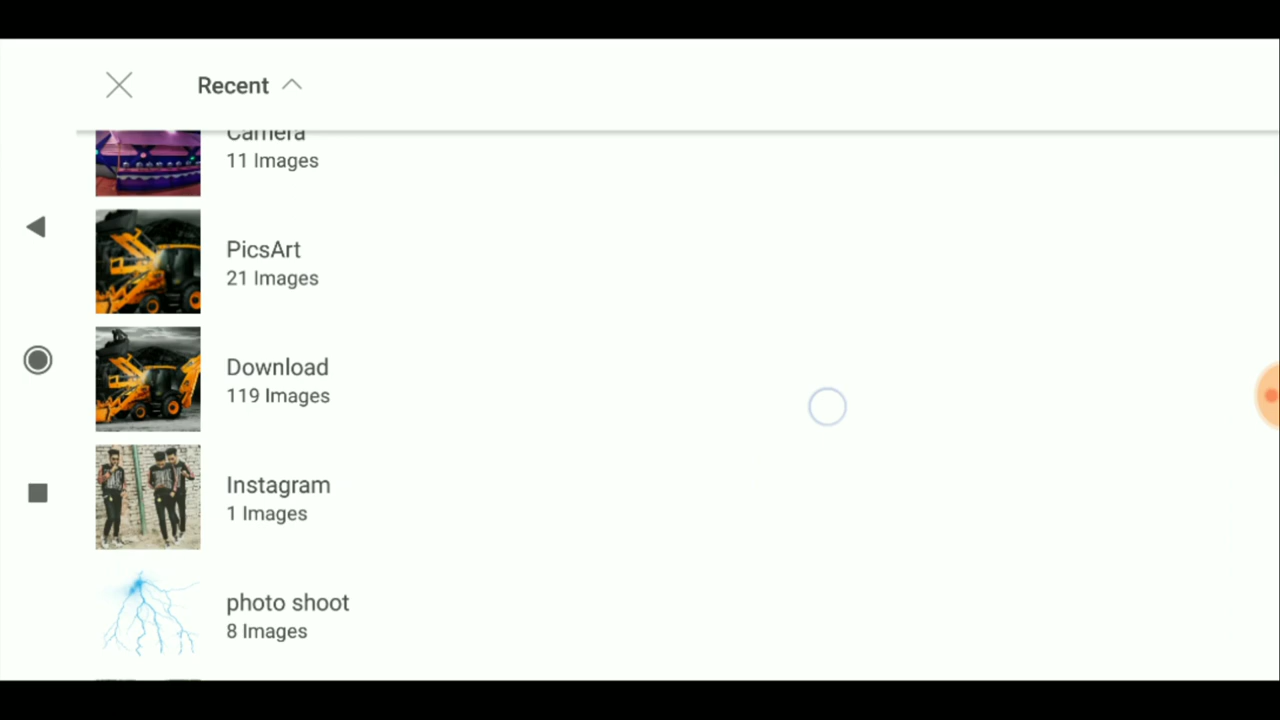 Recent
Camera
11 Images
PicsArt
21 Images
Download
119 Images
Instagram
1 Images
photo shoot
8 Images